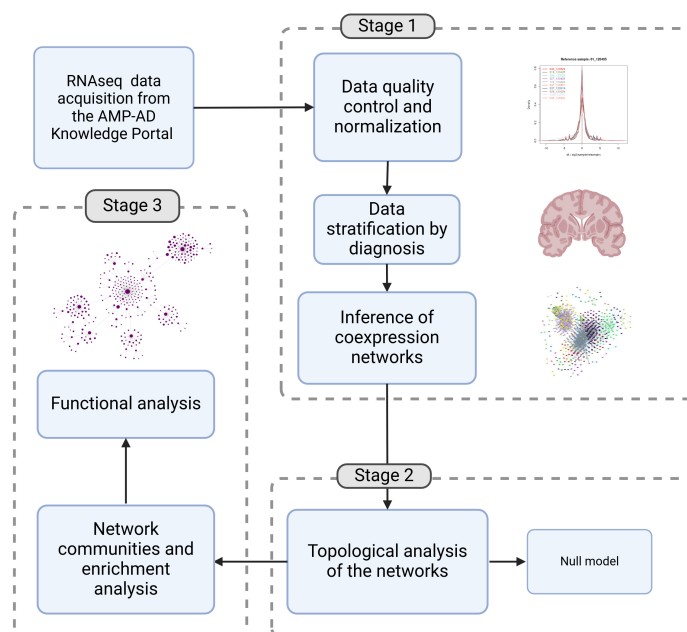 Stage 1
RNAseq data
acquisition from
the AMP-AD
Knowledge Portal
Data quality
control and
normalization
Data
stratification by
diagnosis
Inference of
coexpression
networks
Stage 3
Functional analysis
Network
communities and
enrichment
analysis
Stage 2
Topological analysis
of the networks
Null model